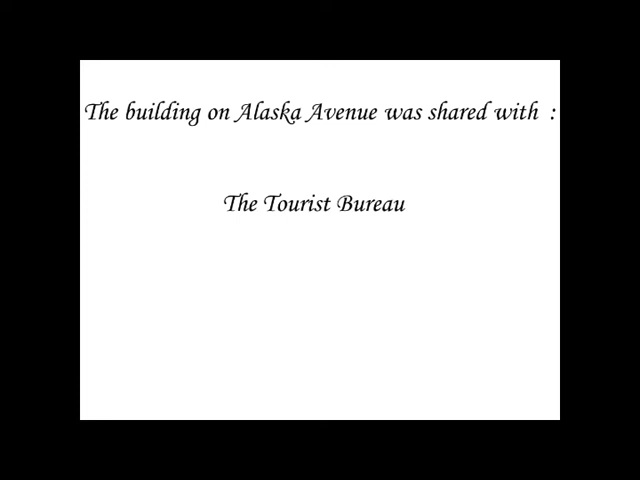 The building on Alaska Avenue was shared with :
The Tourist Bureau